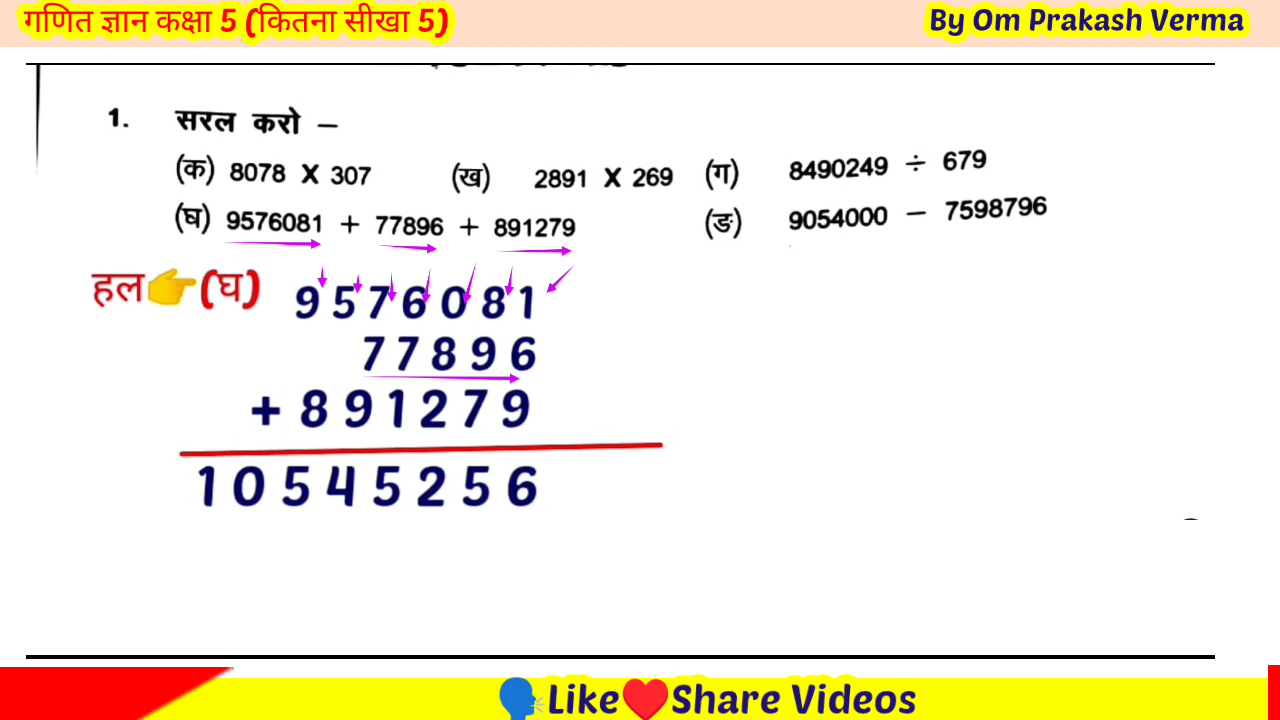 गणित ज्ञान कक्षा 5 (कितना सीखा 5)
By Om Prakash Verma
1. सरल करो –
(क) 8078 X 307 (ख) 2891 X 269 (ग) 8490249 ÷ 679
(घ) 9576081 + 77896 + 891279 (ङ) 9054000 – 7598796
हल👉(घ) 9576081
77896
+ 891279
10545256
🗣️Like❤️Share Videos